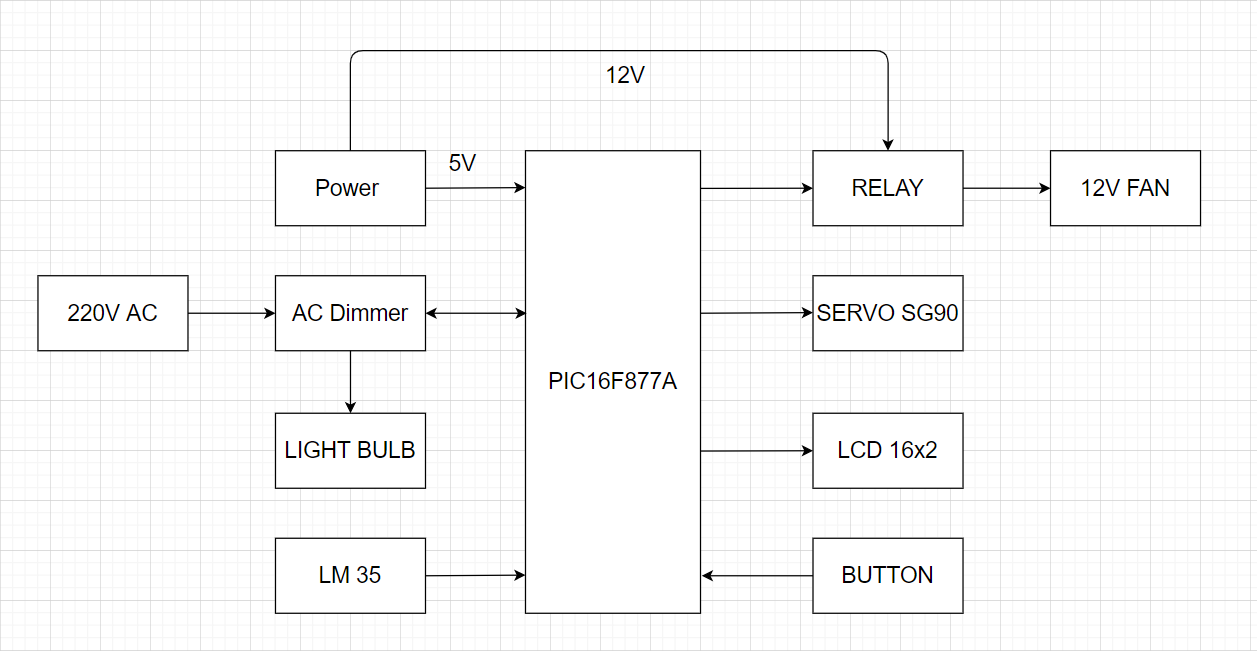 12V
5V
Power
RELAY
12V FAN
220V AC
AC Dimmer
SERVO SG90
PIC16F877A
LIGHT BULB
LCD 16x2
LM 35
BUTTON